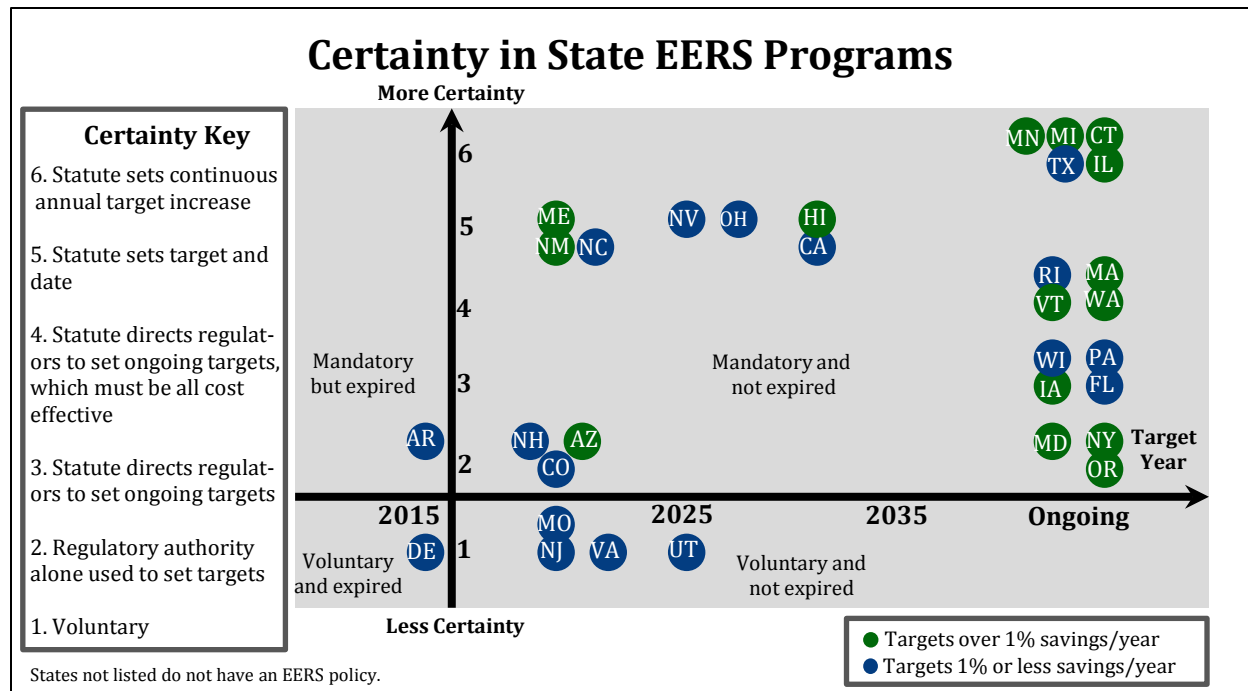 Certainty in State EERS Programs
More Certainty
Certainty Key
6. Statute sets continuous
annual target increase
5. Statute sets target and
date
4. Statute directs regulat-
ors to set ongoing targets,
which must be all cost
effective
3. Statute directs regulat-
ors to set ongoing targets
2. Regulatory authority
alone used to set targets
1. Voluntary
6
MN MI CT
TX IL
5
ME NV OH HI
NM NC CA
4
RI MA
VT WA
Mandatory
but expired
Mandatory and
not expired
3
WI PA
IA FL
AR NH AZ MD NY
2
CO OR
Target
Year
2015 2025 2035 Ongoing
MO
1
DE NJ VA UT
Voluntary
and expired
Voluntary and
not expired
Less Certainty
Targets over 1% savings/year
Targets 1% or less savings/year
States not listed do not have an EERS policy.